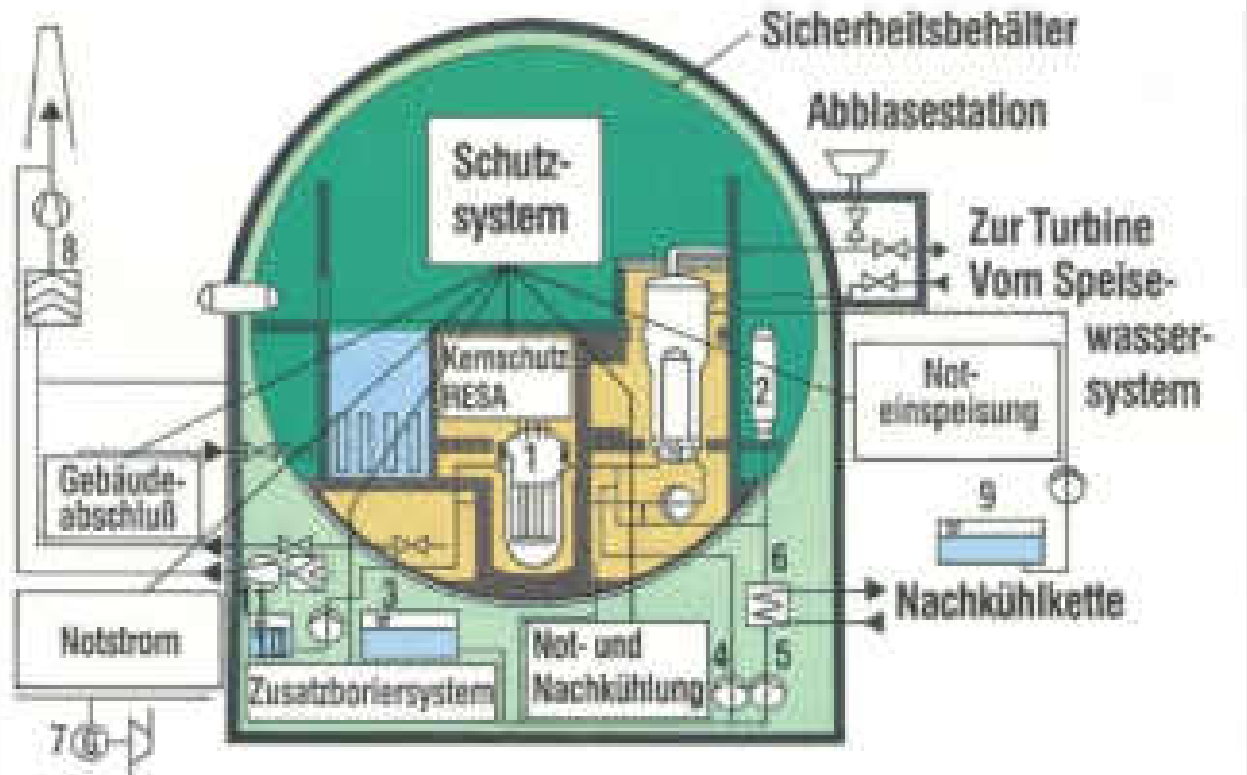 Sicherheitsbehälter
Abblasestation
Schutz-
system
Zur Turbine
Vom Speise-
wasser-
system
8
Kernschutz
RESA
2
Not-
einspeisung
1
Gebäude-
abschluß
9
6
Nachkühlkette
3
Notstrom
10
Not- und
Nachkühlung
4
5
Zusatzboriersystem
7
G